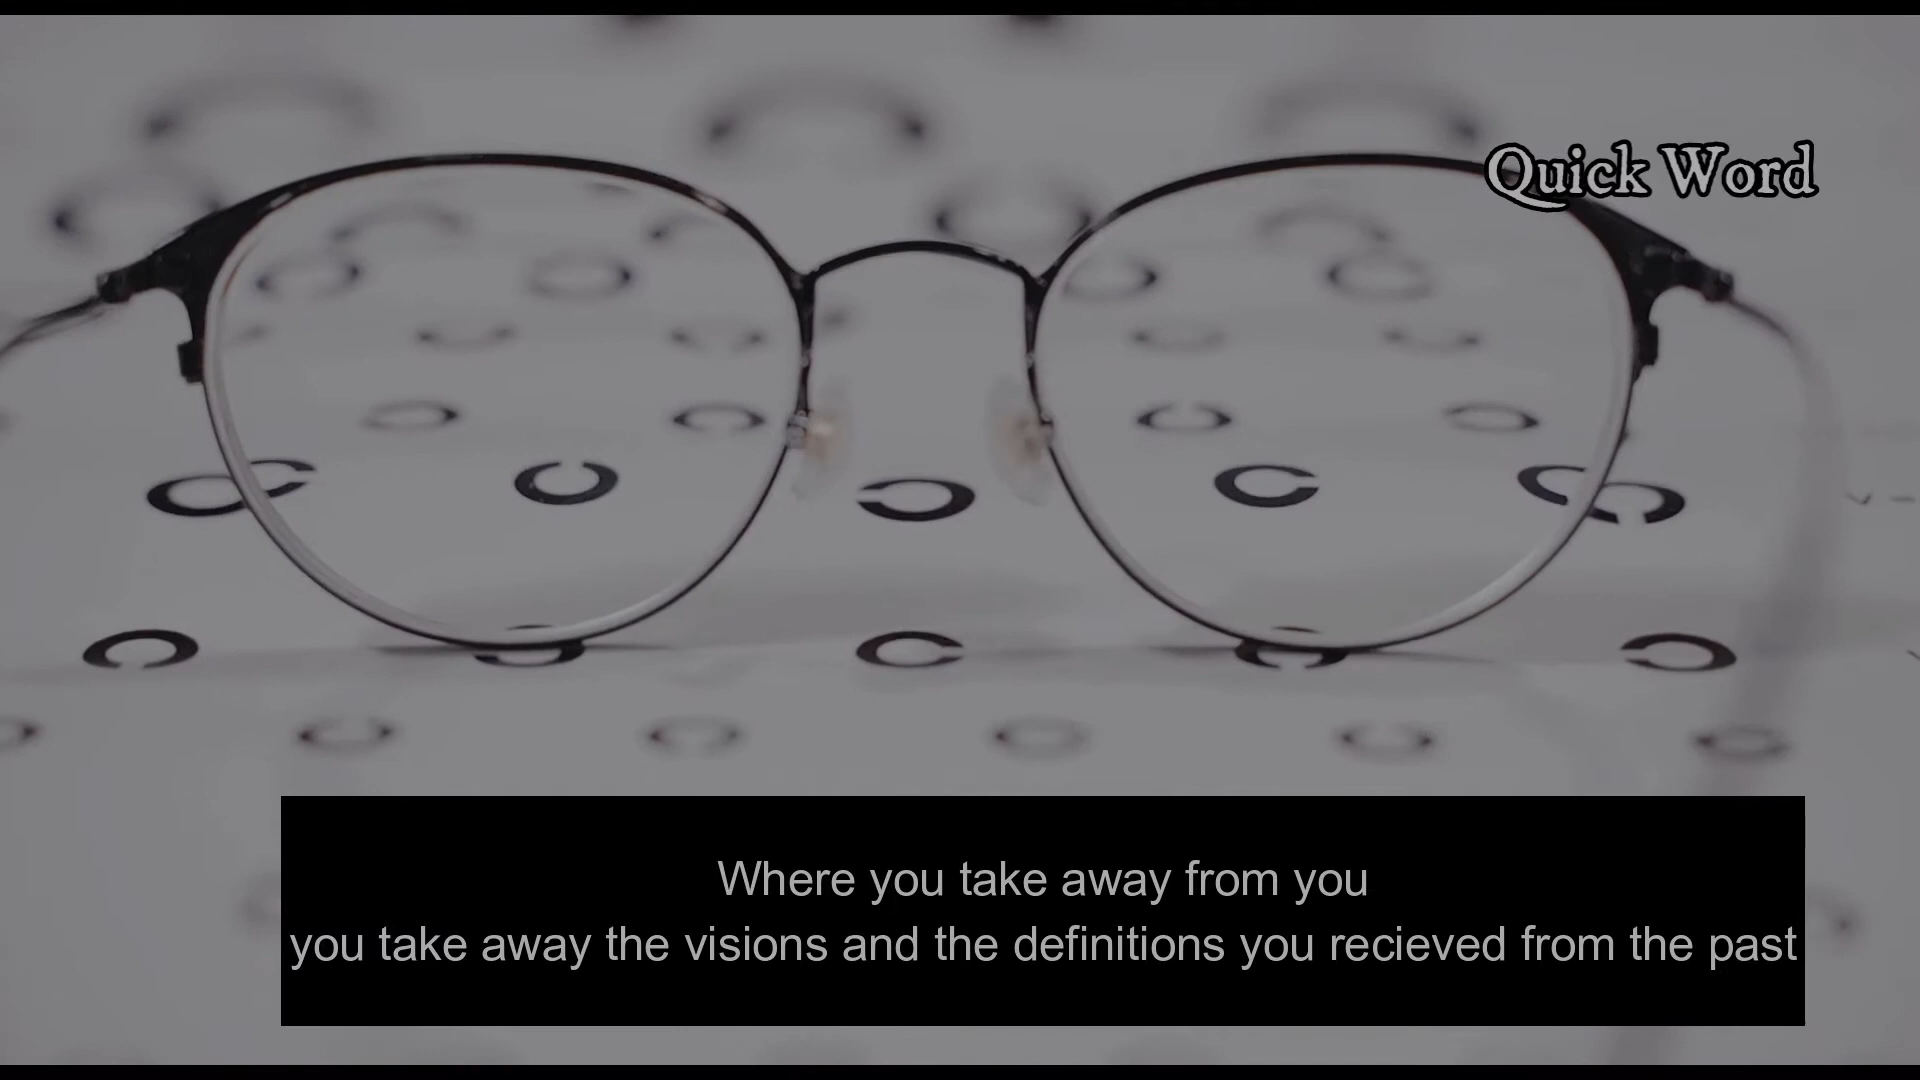 Quick Word
Where you take away from you
you take away the visions and the definitions you recieved from the past